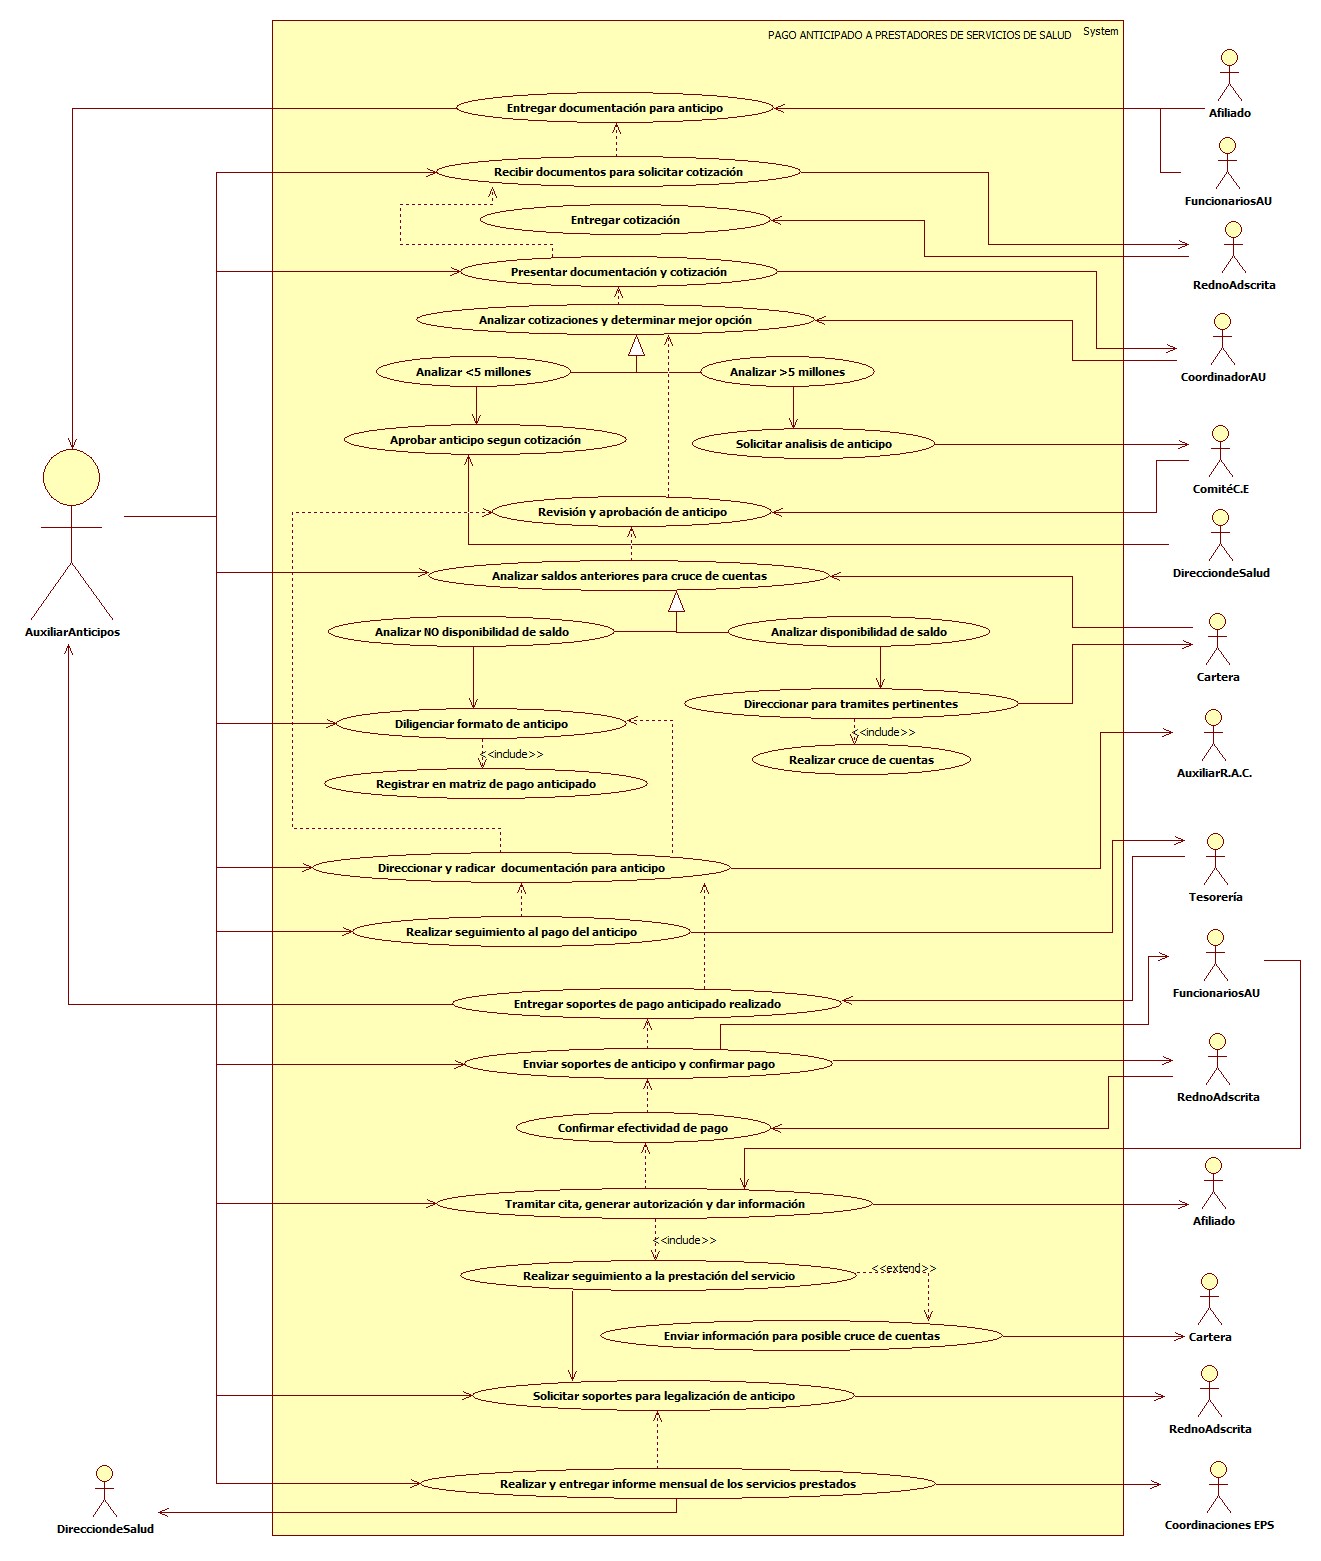 PAGO ANTICIPADO A PRESTADORES DE SERVICIOS DE SALUD
System
Entregar documentación para anticipo
Afiliado
Recibir documentos para solicitar cotización
FuncionariosAU
Entregar cotización
Presentar documentación y cotización
RednoAdscrita
Analizar cotizaciones y determinar mejor opción
Analizar <5 millones
Analizar >5 millones
CoordinadorAU
Aprobar anticipo segun cotización
Solicitar analisis de anticipo
ComitéC.E
Revisión y aprobación de anticipo
DirecciondeSalud
Analizar saldos anteriores para cruce de cuentas
AuxiliarAnticipos
Analizar NO disponibilidad de saldo
Analizar disponibilidad de saldo
Cartera
Direccionar para tramites pertinentes
Diligenciar formato de anticipo
<<include>>
<<include>>
Realizar cruce de cuentas
AuxiliarR.A.C.
Registrar en matriz de pago anticipado
Direccionar y radicar  documentación para anticipo
Tesorería
Realizar seguimiento al pago del anticipo
FuncionariosAU
Entregar soportes de pago anticipado realizado
Enviar soportes de anticipo y confirmar pago
RednoAdscrita
Confirmar efectividad de pago
Tramitar cita, generar autorización y dar información
Afiliado
<<include>>
Realizar seguimiento a la prestación del servicio
<<extend>>
Enviar información para posible cruce de cuentas
Cartera
Solicitar soportes para legalización de anticipo
RednoAdscrita
Realizar y entregar informe mensual de los servicios prestados
DirecciondeSalud
Coordinaciones EPS